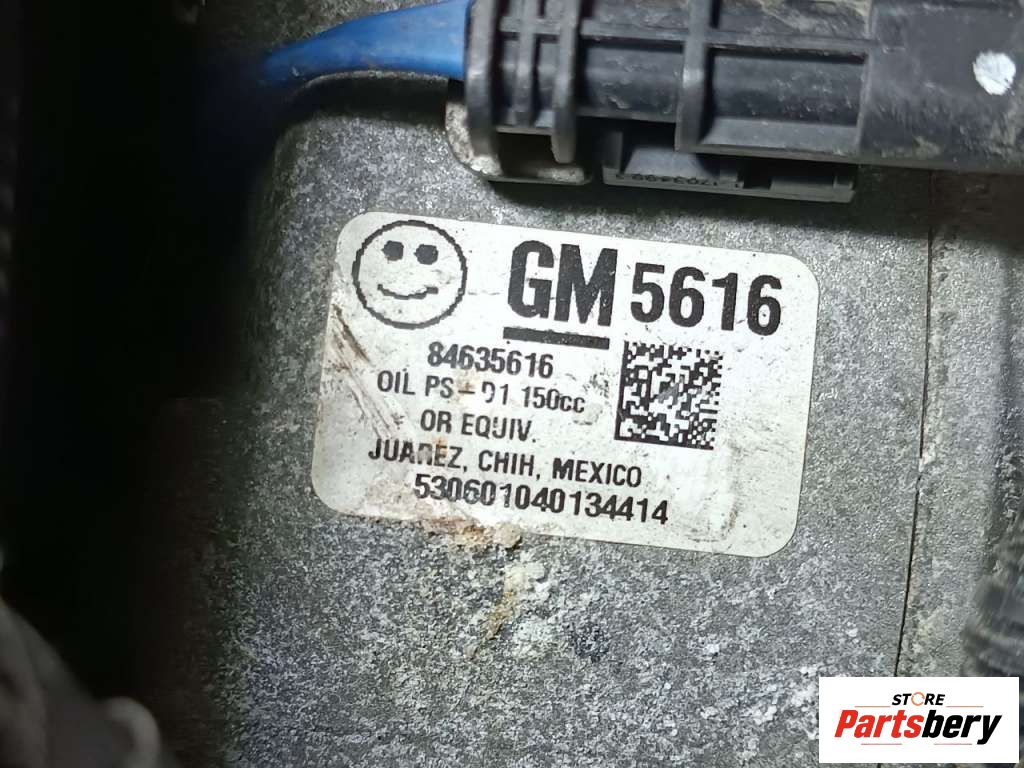 GM 5616
84635616
OIL PS - D1 150cc
OR EQUIV.
JUAREZ, CHIH, MEXICO
530601040134414
STORE
Partsbery